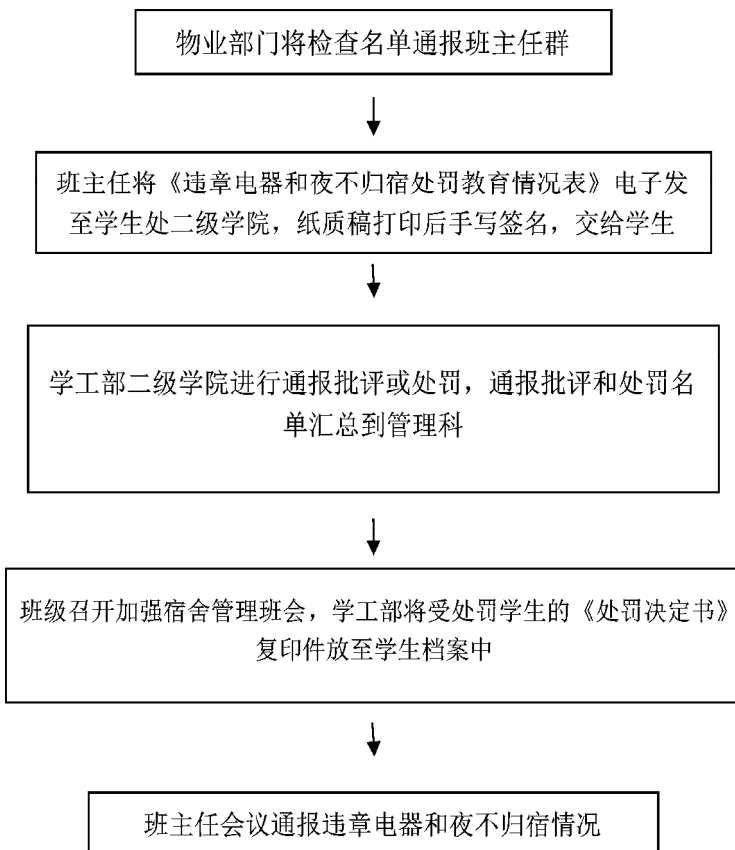 物业部门将检查名单通报班主任群
班主任将《违章电器和夜不归宿处罚教育情况表》电子发
至学生处二级学院，纸质稿打印后手写签名，交给学生
学工部二级学院进行通报批评或处罚，通报批评和处罚名
单汇总到管理科
班级召开加强宿舍管理班会，学工部将受处罚学生的《处罚决定书》
复印件放至学生档案中
班主任会议通报违章电器和夜不归宿情况